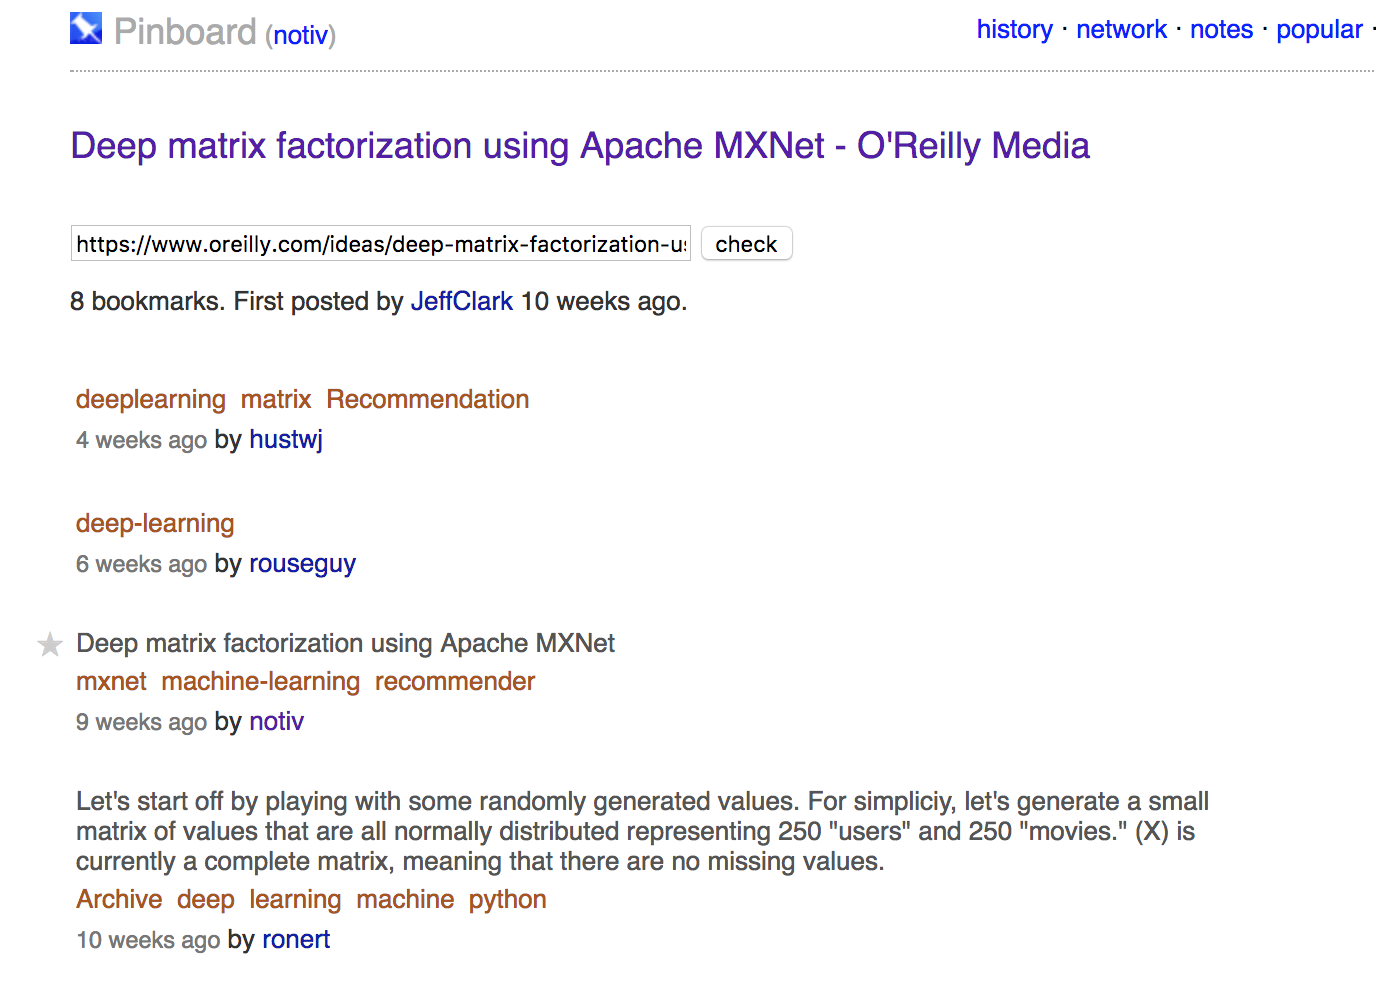 Pinboard (notiv)
history · network · notes · popular ·
Deep matrix factorization using Apache MXNet - O'Reilly Media
https://www.oreilly.com/ideas/deep-matrix-factorization-us check
8 bookmarks. First posted by JeffClark 10 weeks ago.
deeplearning matrix Recommendation
4 weeks ago by hustwj
deep-learning
6 weeks ago by rouseguy
Deep matrix factorization using Apache MXNet
mxnet machine-learning recommender
9 weeks ago by notiv
Let's start off by playing with some randomly generated values. For simpliciy, let's generate a small
matrix of values that are all normally distributed representing 250 "users" and 250 "movies." (X) is
currently a complete matrix, meaning that there are no missing values.
Archive deep learning machine python
10 weeks ago by ronert